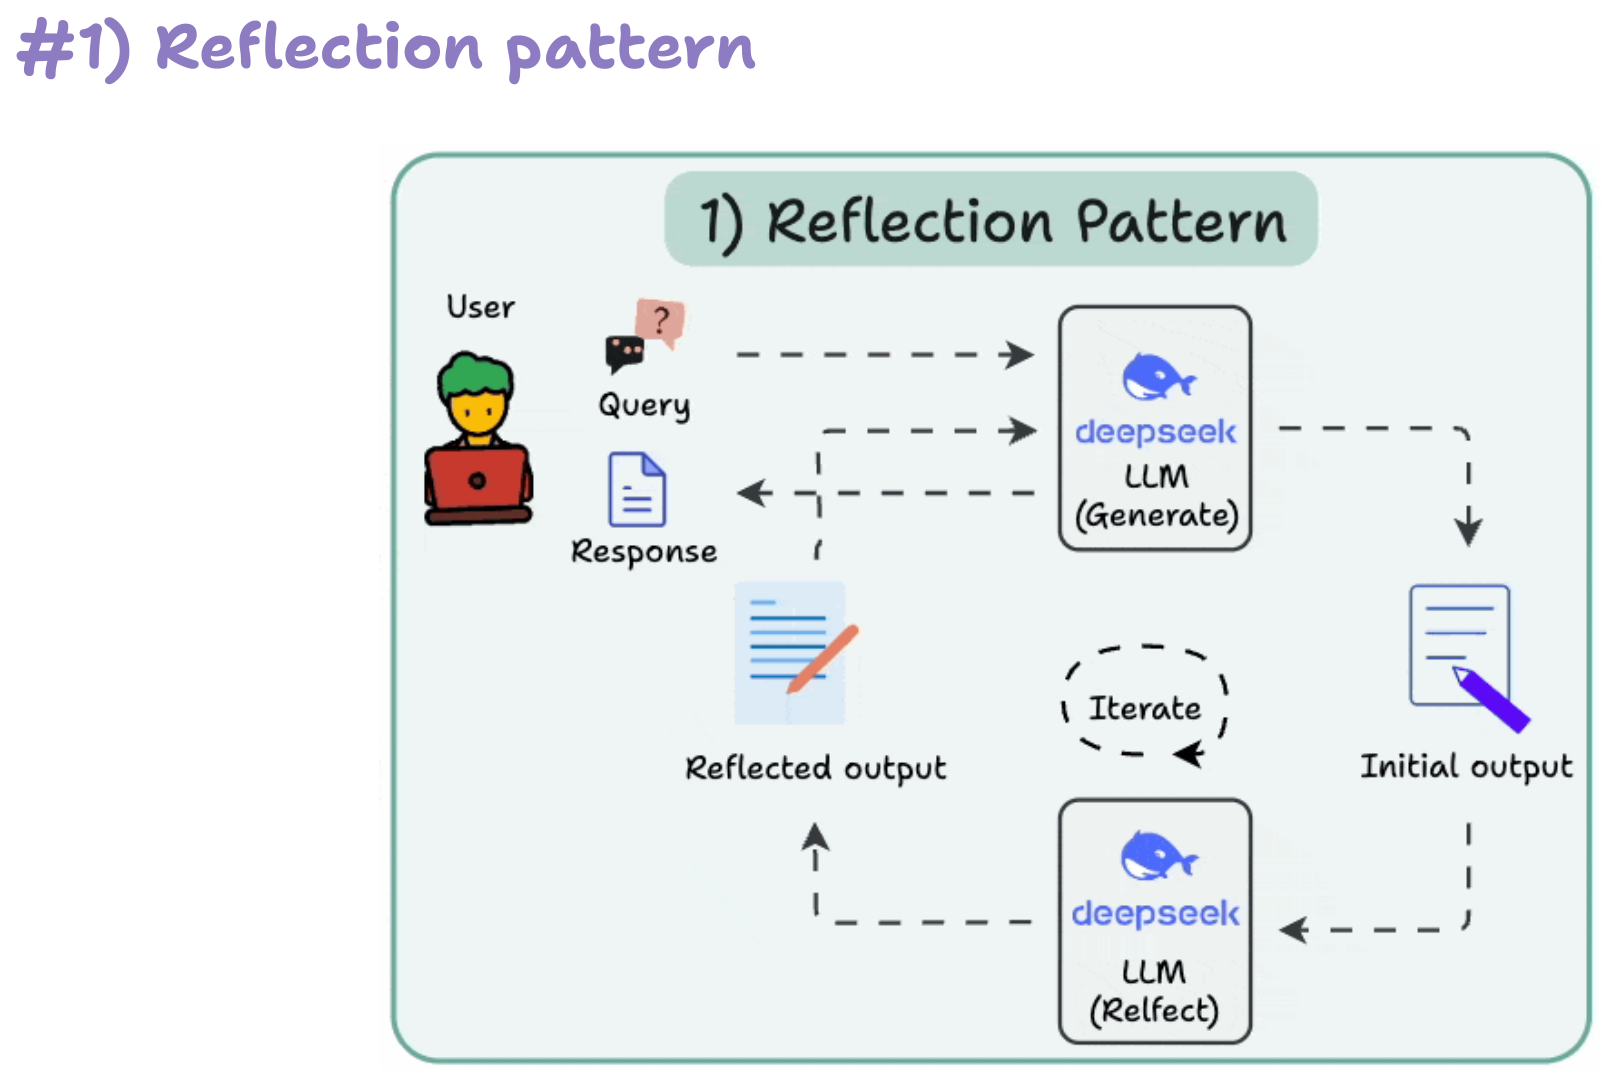 #1) Reflection pattern
1) Reflection Pattern
User
Query
Response
deepseek
LLM
(Generate)
Iterate
Reflected output
Initial output
deepseek
LLM
(Relfect)